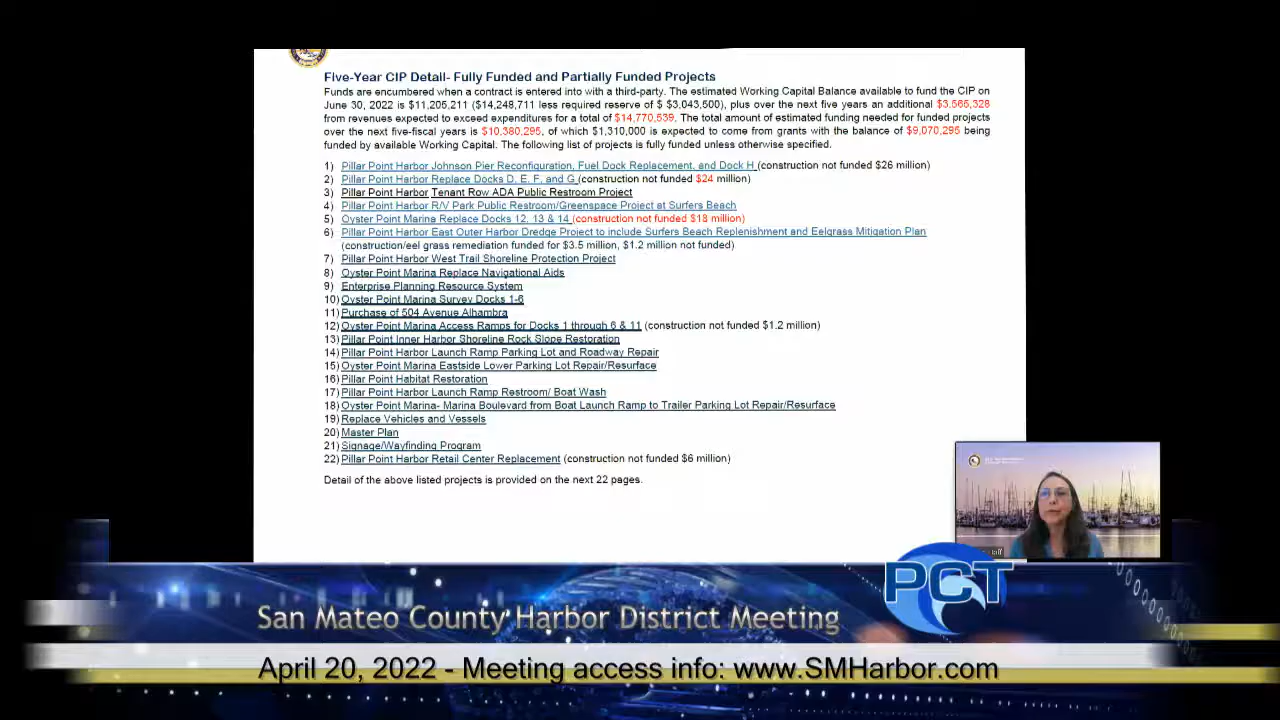 Five-Year CIP Detail- Fully Funded and Partially Funded Projects
Funds are encumbered when a contract is entered into with a third-party. The estimated Working Capital Balance available to fund the CIP on
June 30, 2022 is $11,205,211 ($14,248,711 less required reserve of $ $3,043,500), plus over the next five years an additional $3,565,328
from revenues expected to exceed expenditures for a total of $14,770,539. The total amount of estimated funding needed for funded projects
over the next five-fiscal years is $10,380,295, of which $1,310,000 is expected to come from grants with the balance of $9,070,295 being
funded by available Working Capital. The following list of projects is fully funded unless otherwise specified.
1) Pillar Point Harbor Johnson Pier Reconfiguration, Fuel Dock Replacement, and Dock H (construction not funded $26 million)
2) Pillar Point Harbor Replace Docks D, E, F, and G (construction not funded $24 million)
3) Pillar Point Harbor Tenant Row ADA Public Restroom Project
4) Pillar Point Harbor R/V Park Public Restroom/Greenspace Project at Surfers Beach
5) Oyster Point Marina Replace Docks 12, 13 & 14 (construction not funded $18 million)
6) Pillar Point Harbor East Outer Harbor Dredge Project to include Surfers Beach Replenishment and Eelgrass Mitigation Plan
(construction/eel grass remediation funded for $3.5 million, $1.2 million not funded)
7) Pillar Point Harbor West Trail Shoreline Protection Project
8) Oyster Point Marina Replace Navigational Aids
9) Enterprise Planning Resource System
10) Oyster Point Marina Survey Docks 1-6
11) Purchase of 504 Avenue Alhambra
12) Oyster Point Marina Access Ramps for Docks 1 through 6 & 11 (construction not funded $1.2 million)
13) Pillar Point Inner Harbor Shoreline Rock Slope Restoration
14) Pillar Point Harbor Launch Ramp Parking Lot and Roadway Repair
15) Oyster Point Marina Eastside Lower Parking Lot Repair/Resurface
16) Pillar Point Habitat Restoration
17) Pillar Point Harbor Launch Ramp Restroom/ Boat Wash
18) Oyster Point Marina- Marina Boulevard from Boat Launch Ramp to Trailer Parking Lot Repair/Resurface
19) Replace Vehicles and Vessels
20) Master Plan
21) Signage/Wayfinding Program
22) Pillar Point Harbor Retail Center Replacement (construction not funded $6 million)
Detail of the above listed projects is provided on the next 22 pages.
PCT
San Mateo County Harbor District Meeting
April 20, 2022 - Meeting access info: www.SMHarbor.com